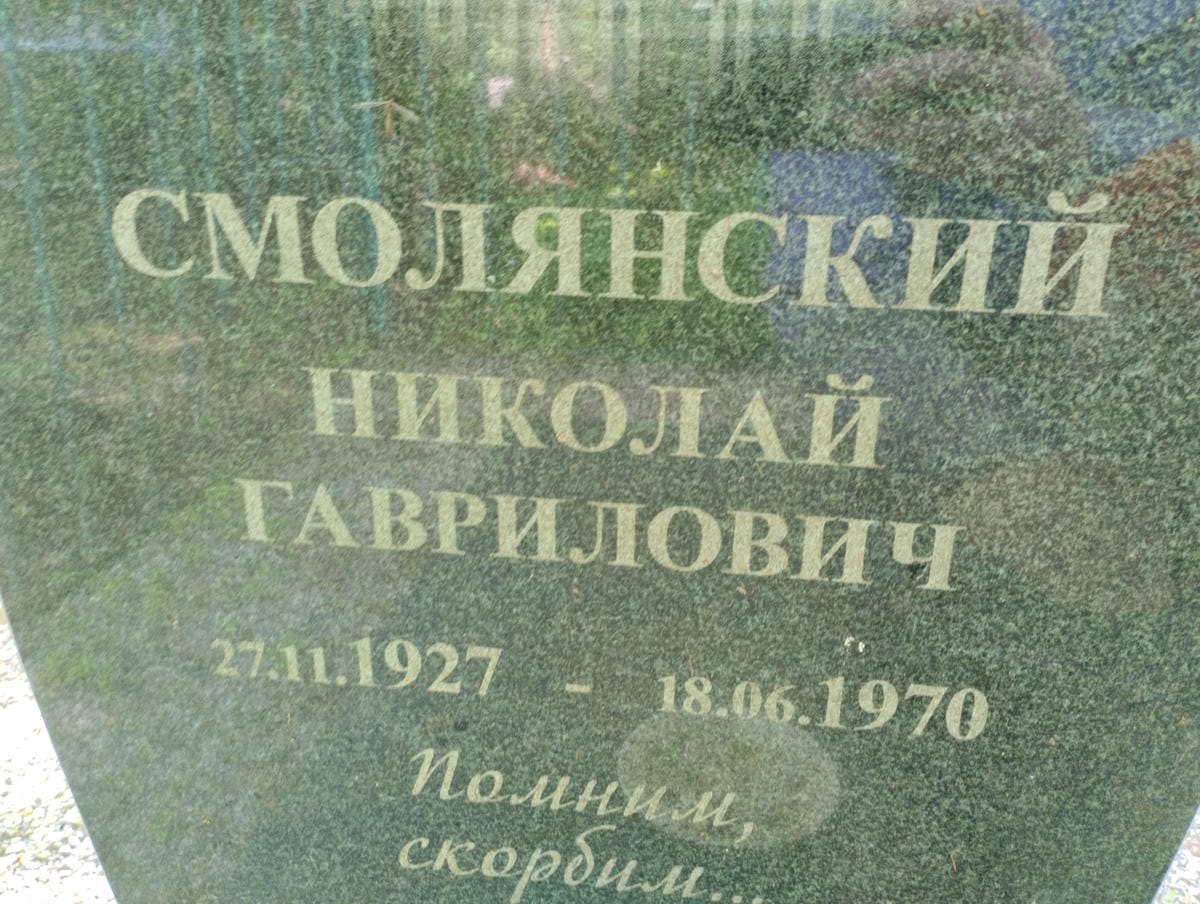 СМОЛЯНСКИЙ
НИКОЛАЙ
ГАВРИЛОВИЧ
27.11.1927 - 18.06.1970
Помним,
скорбим...